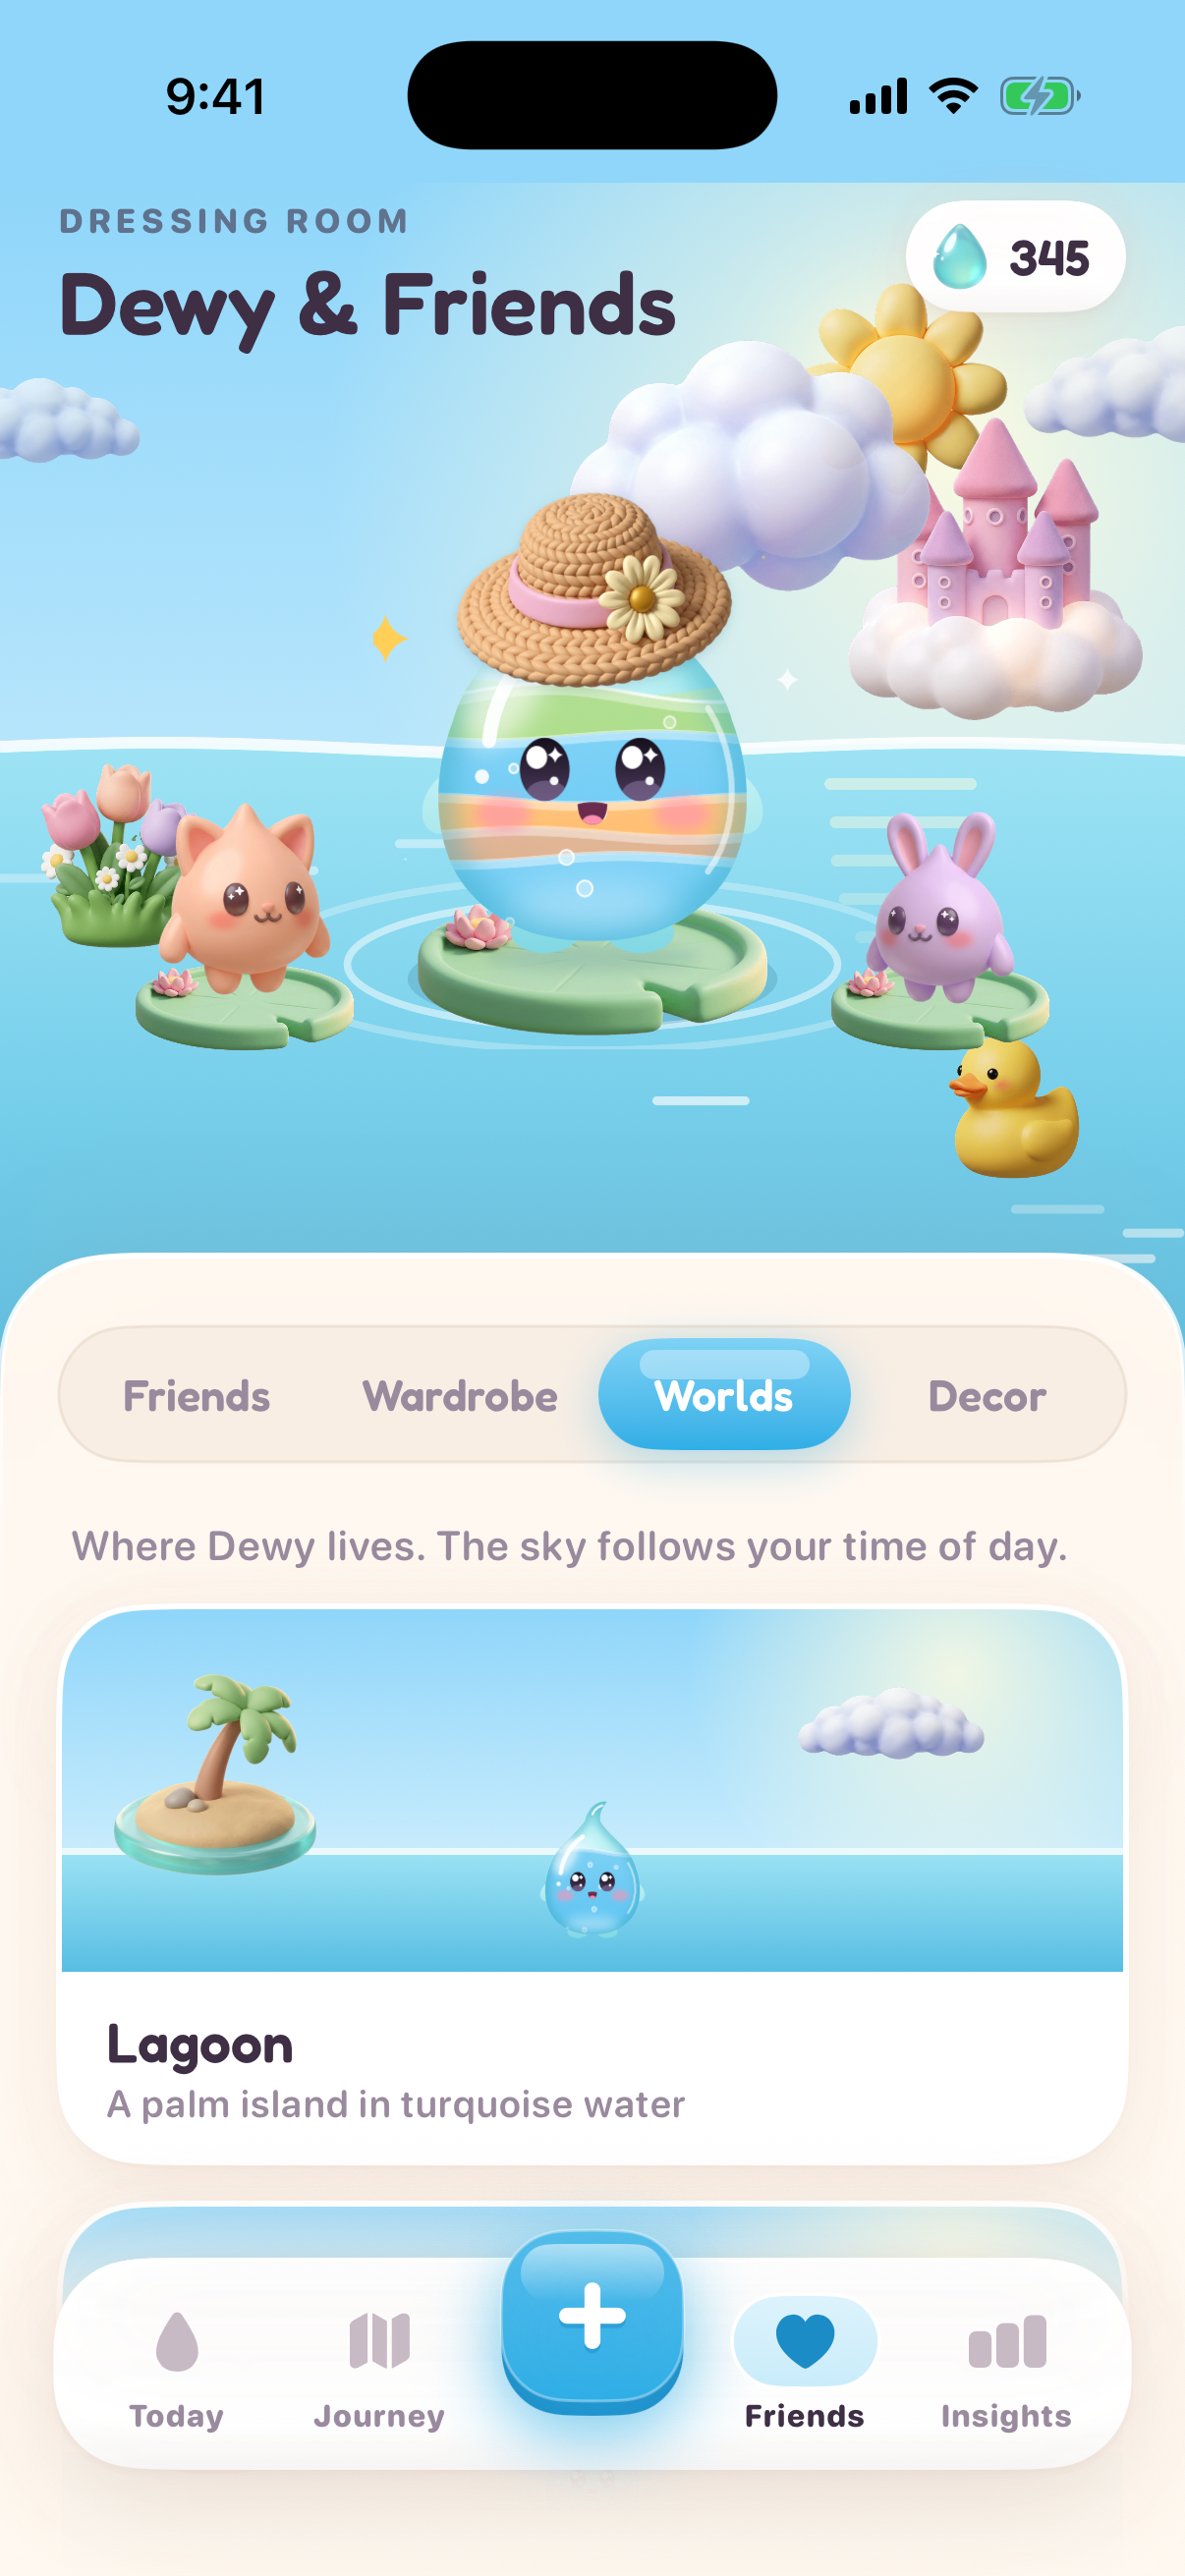 9:41
DRESSING ROOM
Dewy & Friends
345
Friends
Wardrobe
Worlds
Decor
Where Dewy lives. The sky follows your time of day.
Lagoon
A palm island in turquoise water
Today
Journey
Friends
Insights